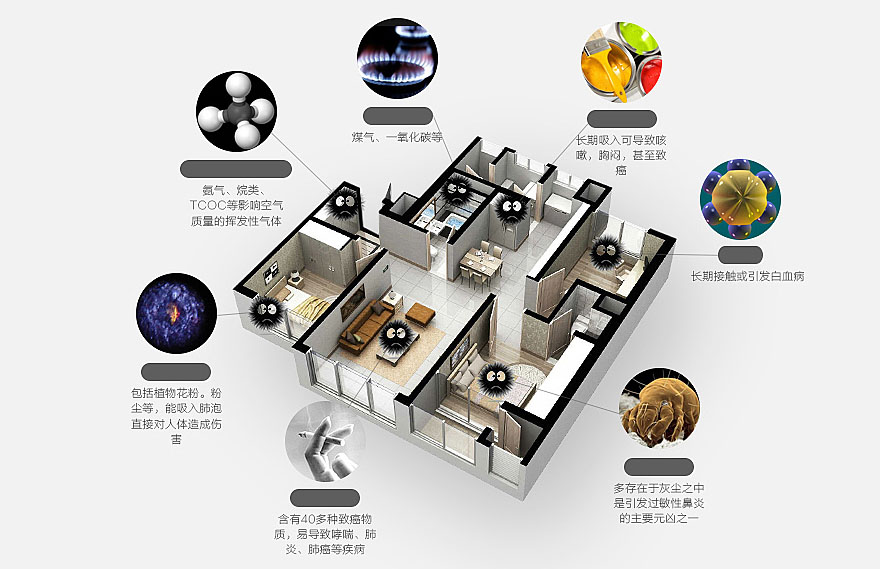 煤气、一氧化碳等
长期吸入可导致咳
嗽，胸闷，甚至致
癌
氨气、烷类、
TCOC等影响空气
质量的挥发性气体
长期接触或引发白血病
包括植物花粉。粉
尘等，能吸入肺泡
直接对人体造成伤
害
多存在于灰尘之中
是引发过敏性鼻炎
的主要元凶之一
含有40多种致癌物
质，易导致哮喘、肺
炎、肺癌等疾病